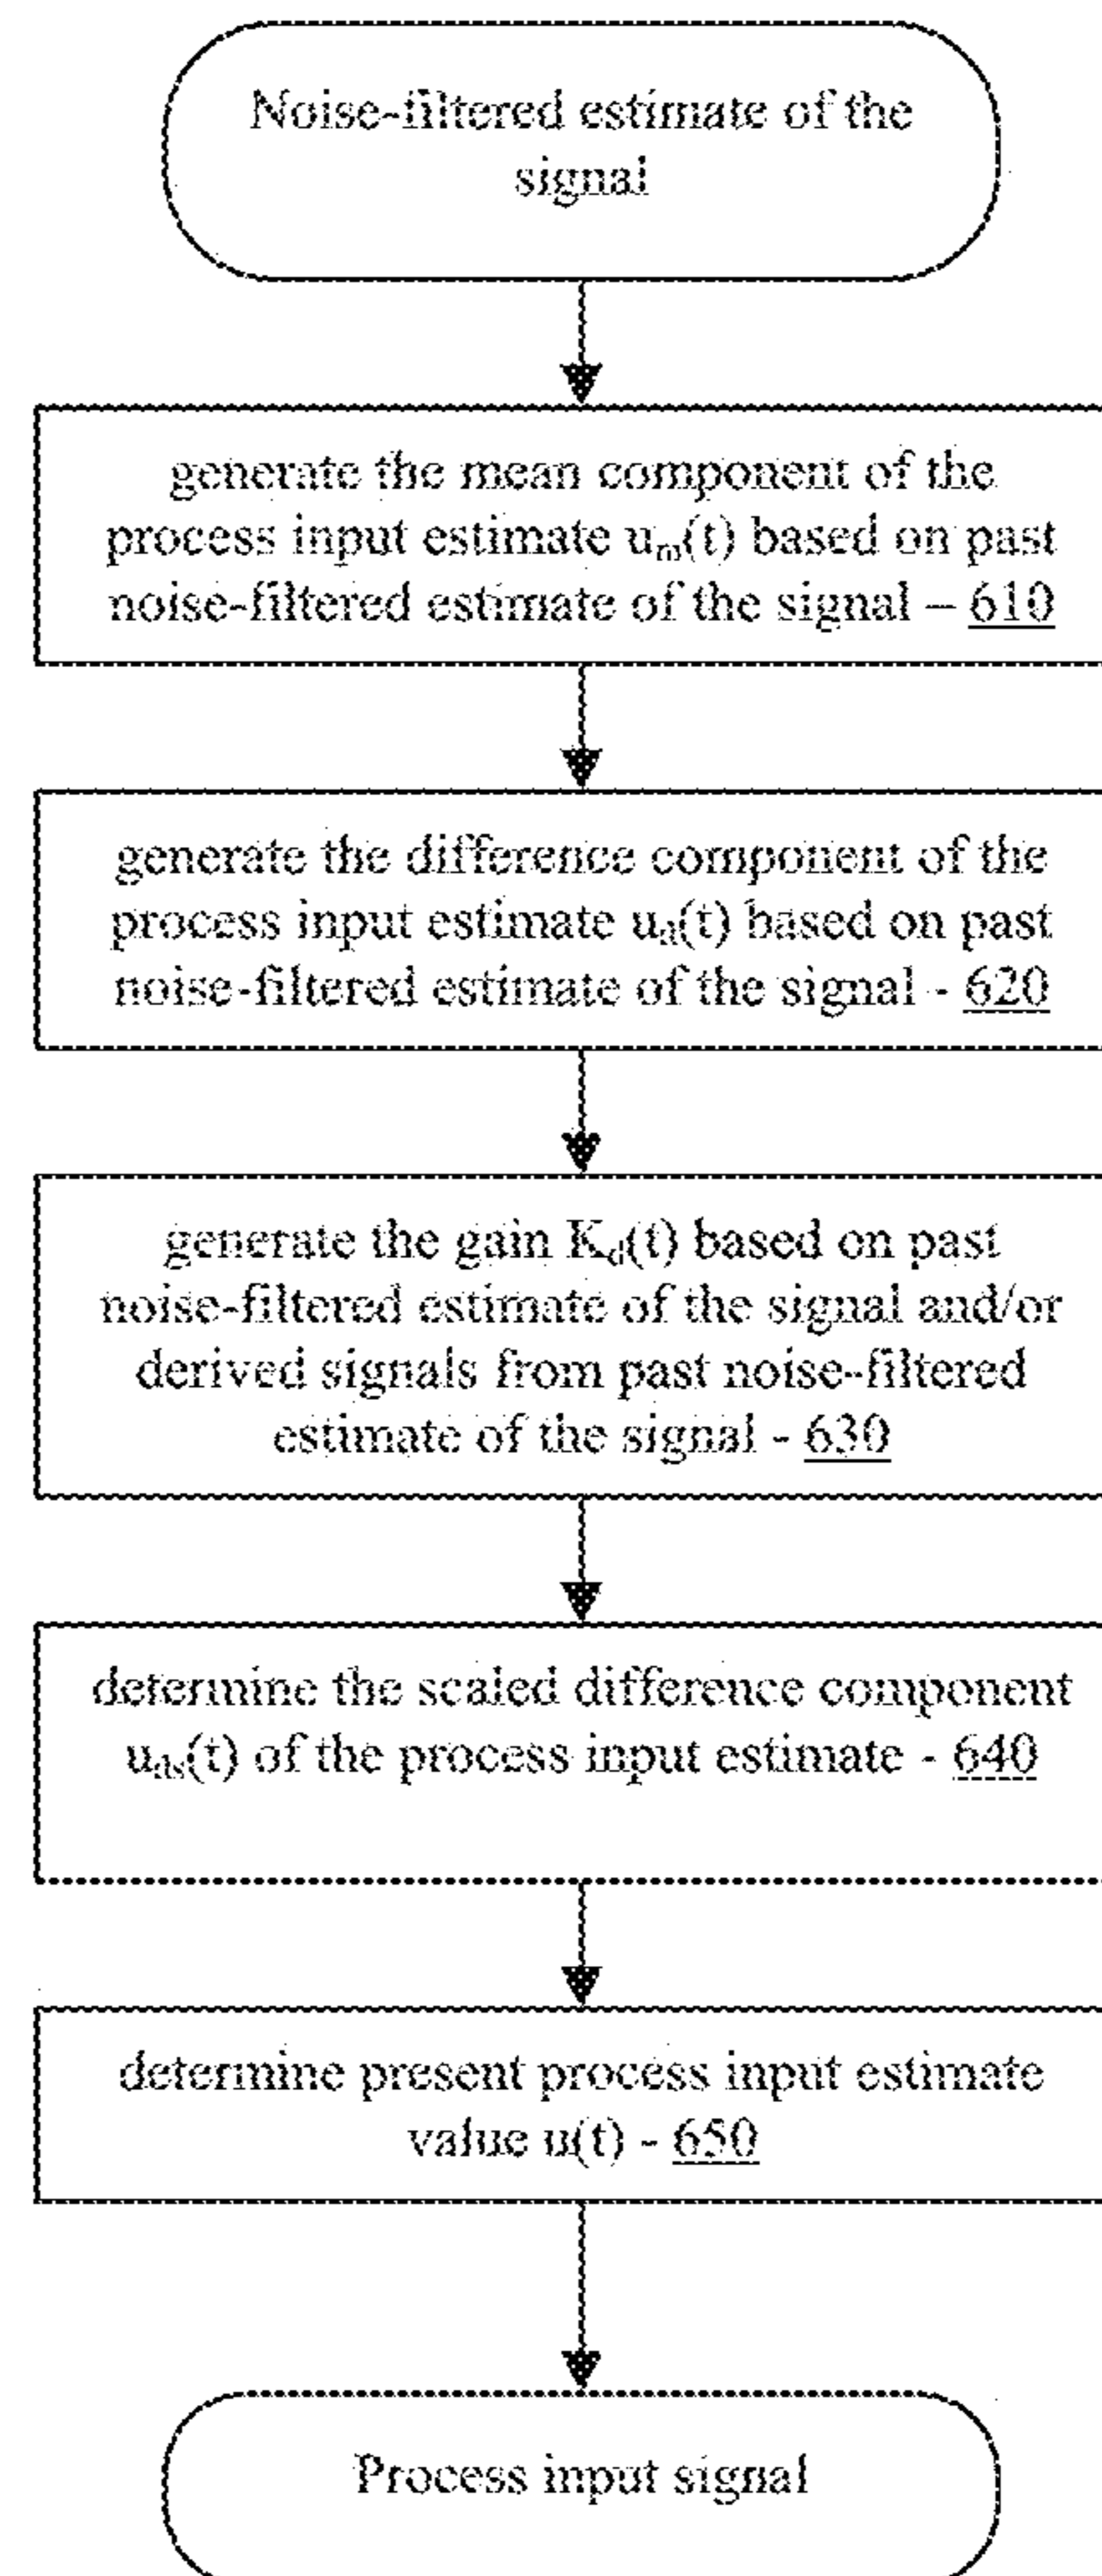 Noise-filtered estimate of the
signal
generate the mean component of the
process input estimate uₘ(t) based on past
noise-filtered estimate of the signal – 610
generate the difference component of the
process input estimate u_d(t) based on past
noise-filtered estimate of the signal - 620
generate the gain K_d(t) based on past
noise-filtered estimate of the signal and/or
derived signals from past noise-filtered
estimate of the signal - 630
determine the scaled difference component
u_ds(t) of the process input estimate - 640
determine present process input estimate
value u(t) - 650
Process input signal